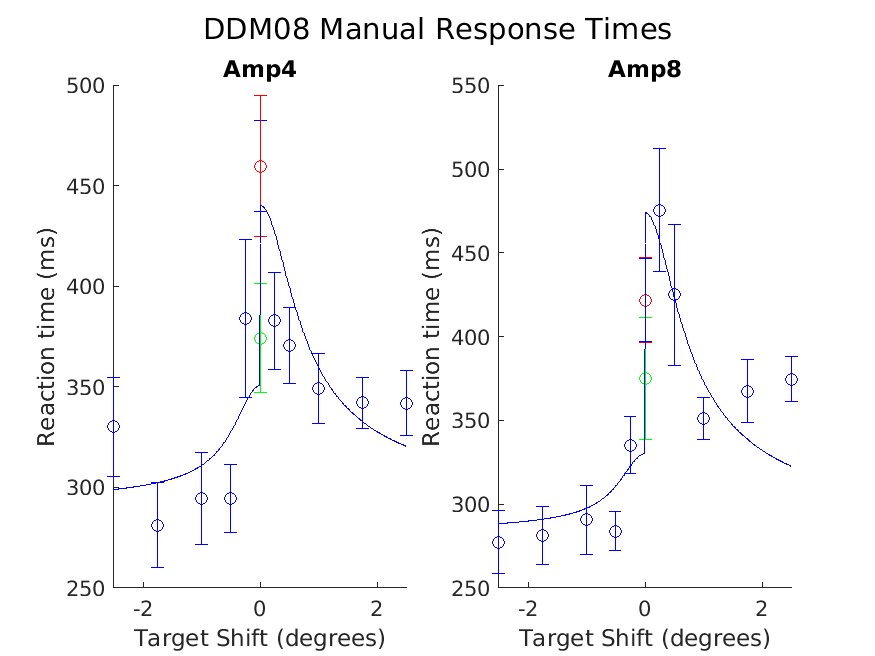 DDM08 Manual Response Times
Amp4
Reaction time (ms)
500
450
400
350
300
250
-2
0
2
Target Shift (degrees)
Amp8
Reaction time (ms)
550
500
450
400
350
300
250
-2
0
2
Target Shift (degrees)